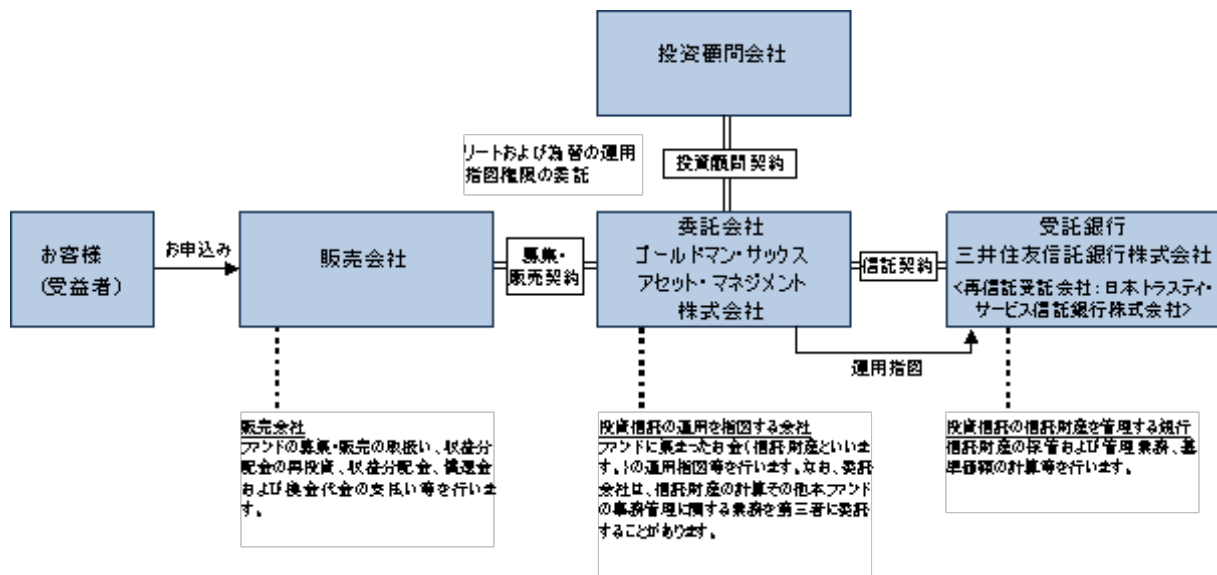 投資顧問会社
リートおよび為替の運用
指図権限の委託
投資顧問契約
お客様
(受益者)
お申込み
販売会社
募集・
販売契約
委託会社
ゴールドマン・サックス
アセット・マネジメント
株式会社
信託契約
受託銀行
三井住友信託銀行株式会社
<再信託受託会社:日本トラスティ・
サービス信託銀行株式会社>
運用指図
販売会社
ファンドの募集・販売の取扱い、収益分
配金の再投資、収益分配金、償還金
および換金代金の支払い等を行いま
す。
投資信託の運用を指図する会社
ファンドに集まったお金(信託財産といいま
す。)の運用指図等を行います。なお、委託
会社は、信託財産の計算その他本ファンド
の事務管理に関する業務を第三者に委託
することがあります。
投資信託の信託財産を管理する銀行
信託財産の保管および管理業務、基
準価額の計算等を行います。